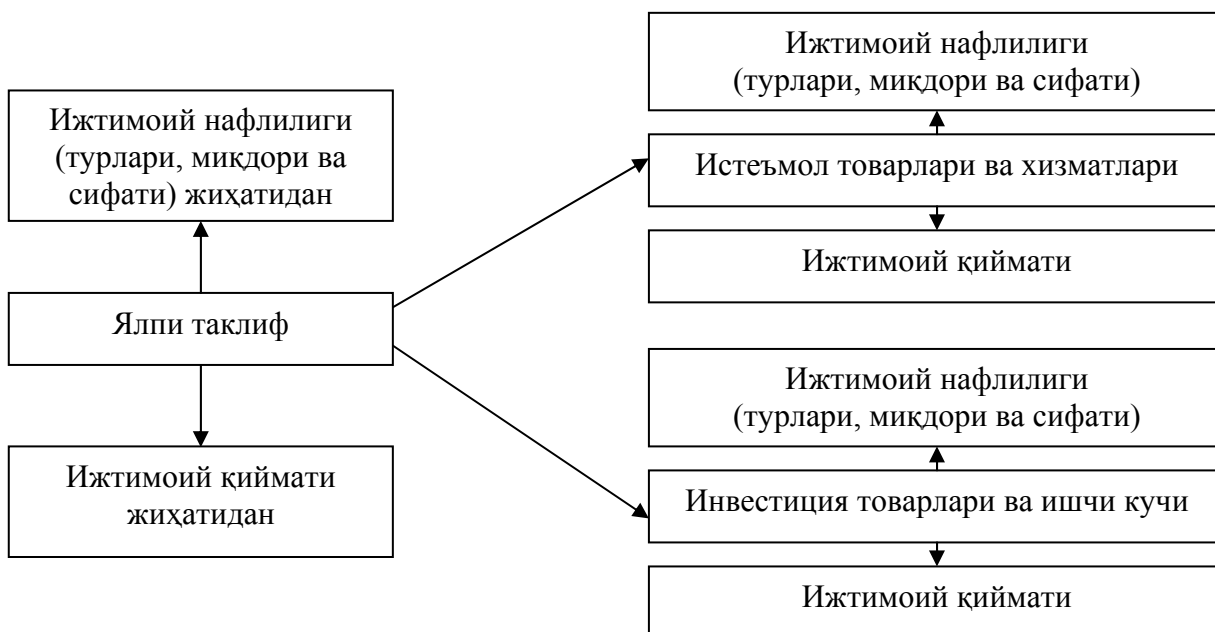 Ижтимоий нафлилиги
(турлари, миқдори ва
сифати) жиҳатидан
Ялпи таклиф
Ижтимоий қиймати
жиҳатидан
Ижтимоий нафлилиги
(турлари, миқдори ва сифати)
Истеъмол товарлари ва хизматлари
Ижтимоий қиймати
Ижтимоий нафлилиги
(турлари, миқдори ва сифати)
Инвестиция товарлари ва ишчи кучи
Ижтимоий қиймати